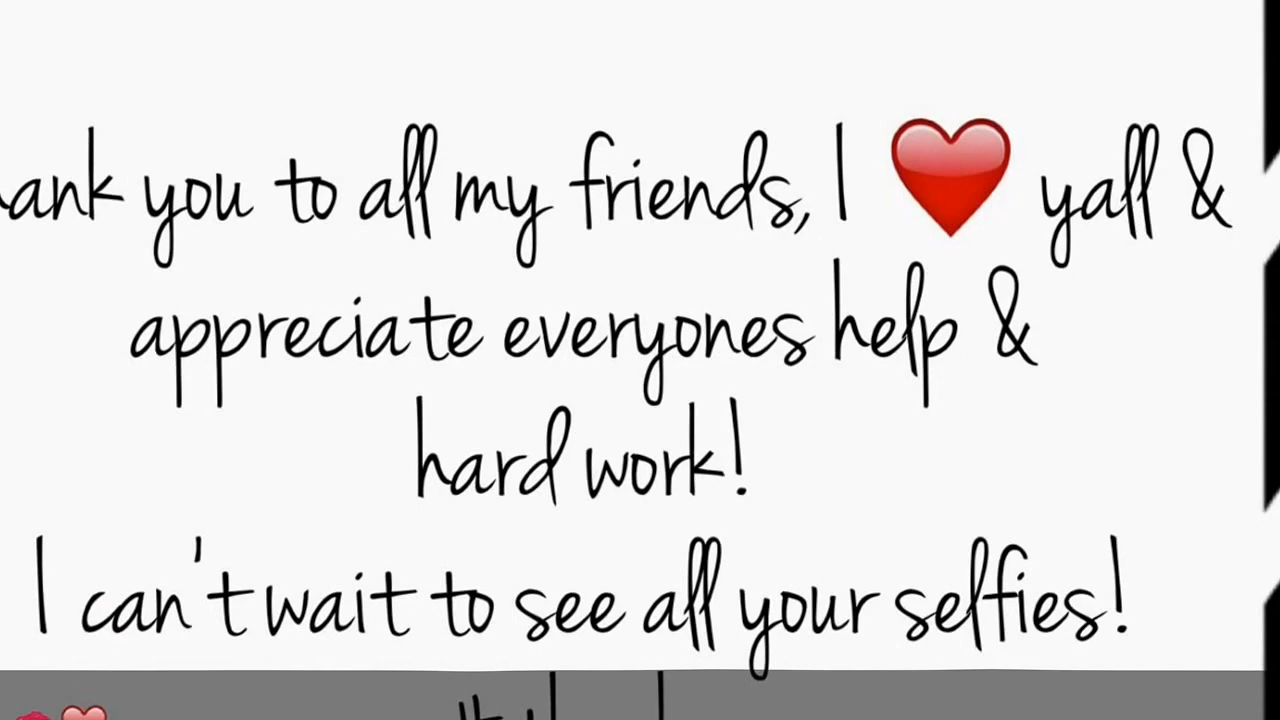 ank you to all my friends, I ❤️ yall &
appreciate everyones help &
hard work!
I can't wait to see all your selfies!